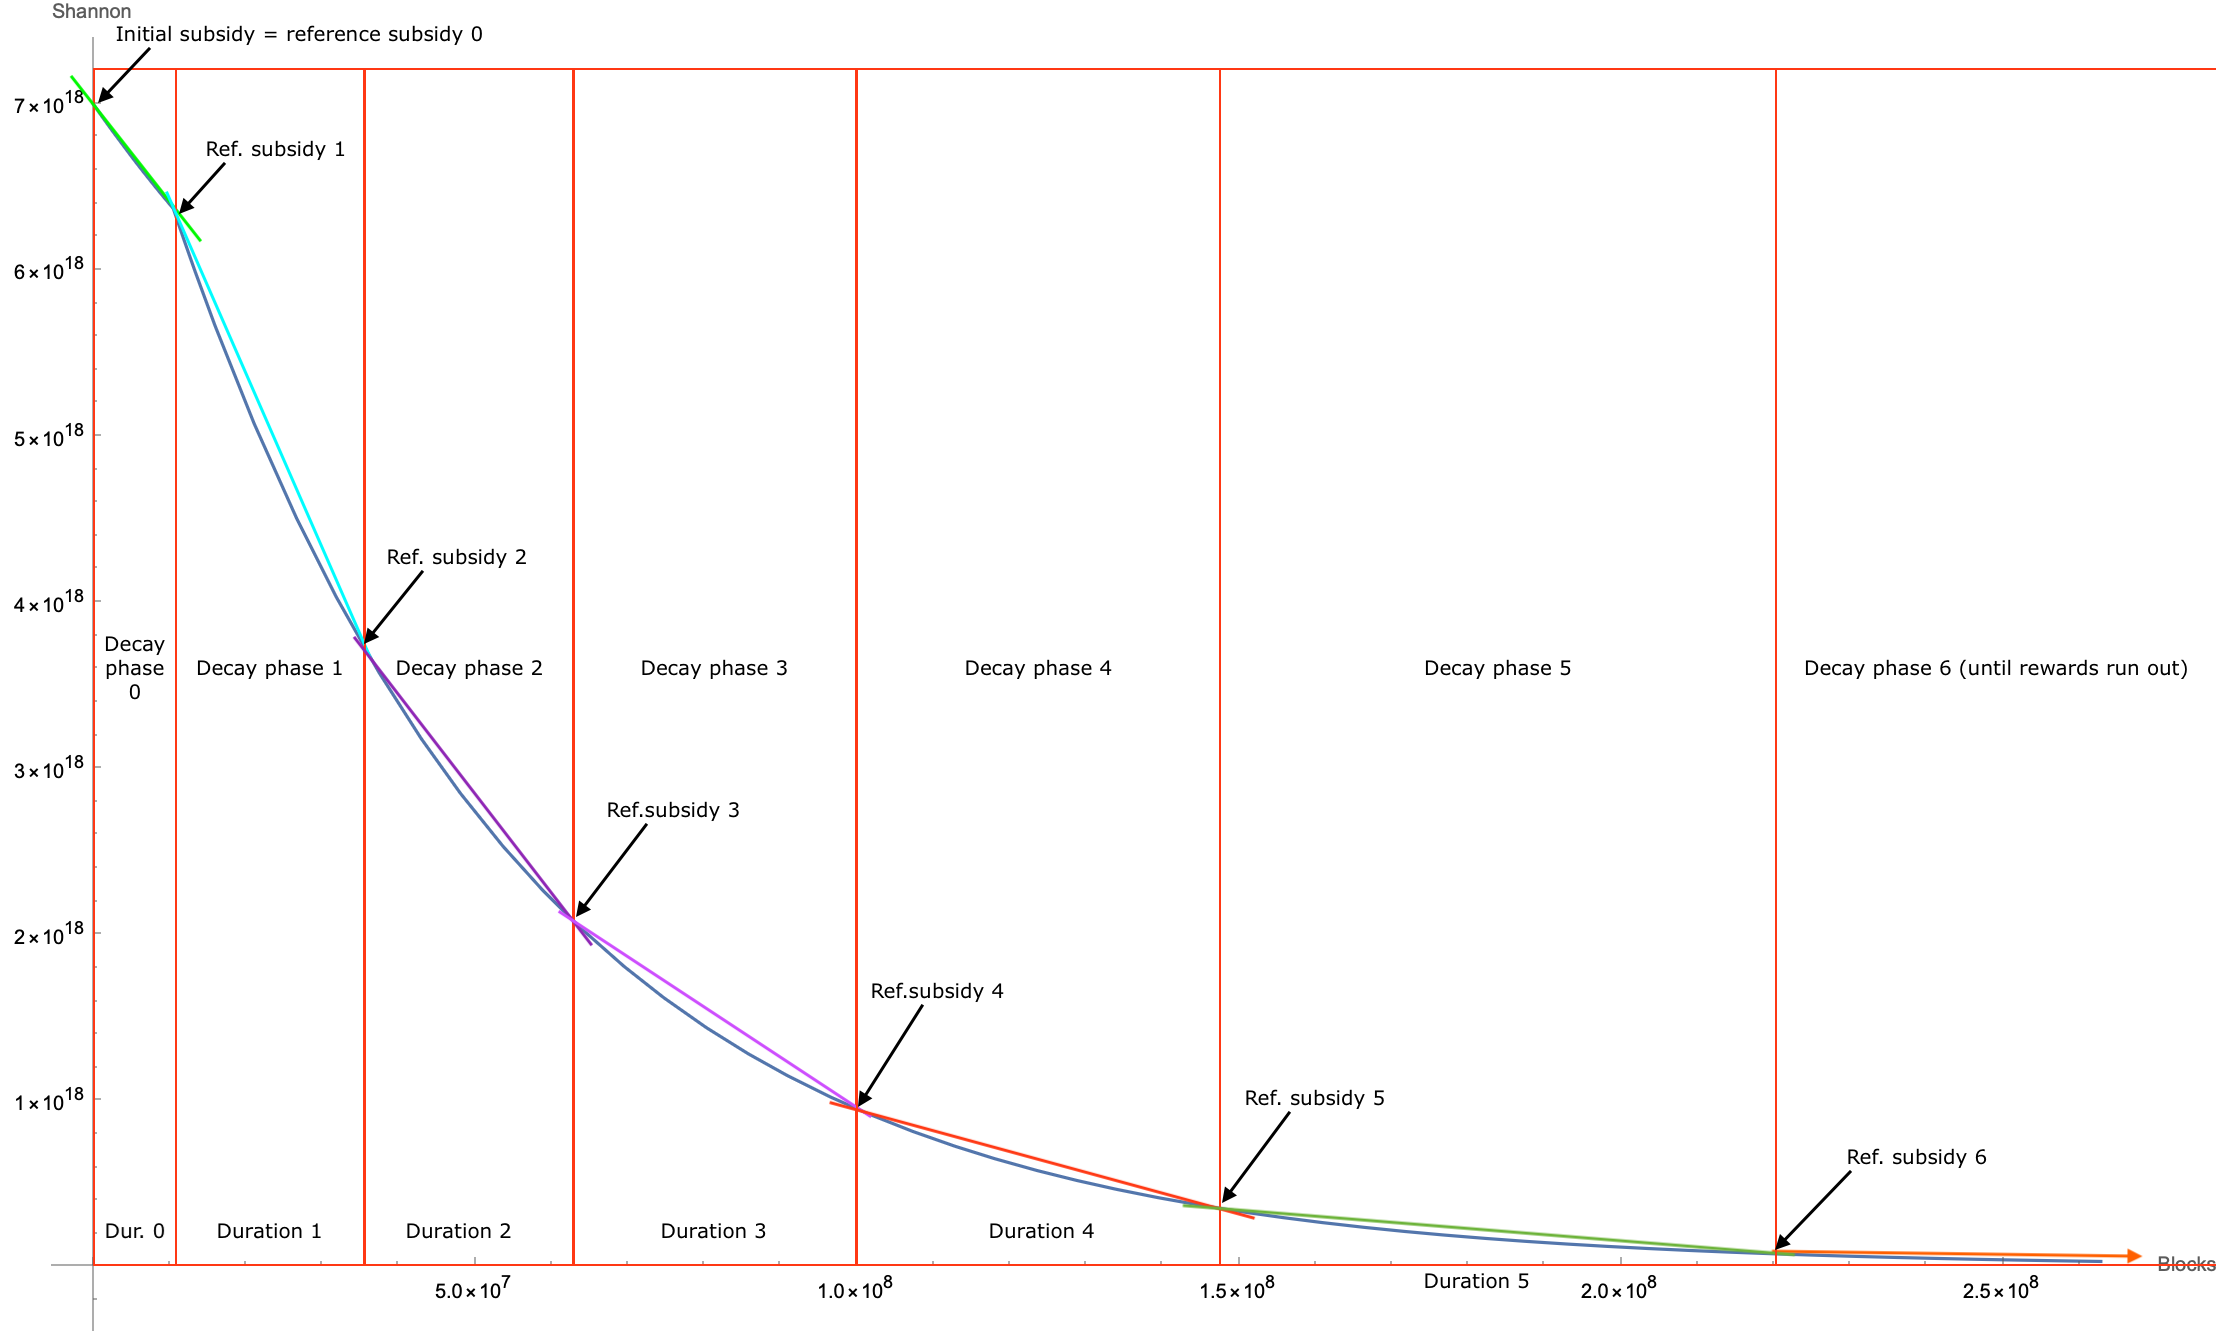 Shannon
Initial subsidy = reference subsidy 0
7×10^18
Ref. subsidy 1
6×10^18
5×10^18
Ref. subsidy 2
4×10^18
Decay
phase
0
Decay phase 1
Decay phase 2
Decay phase 3
Decay phase 4
Decay phase 5
Decay phase 6 (until rewards run out)
3×10^18
Ref.subsidy 3
2×10^18
Ref.subsidy 4
1×10^18
Ref. subsidy 5
Ref. subsidy 6
Dur. 0
Duration 1
Duration 2
Duration 3
Duration 4
Blocks
Duration 5
5.0×10^7
1.0×10^8
1.5×10^8
2.0×10^8
2.5×10^8